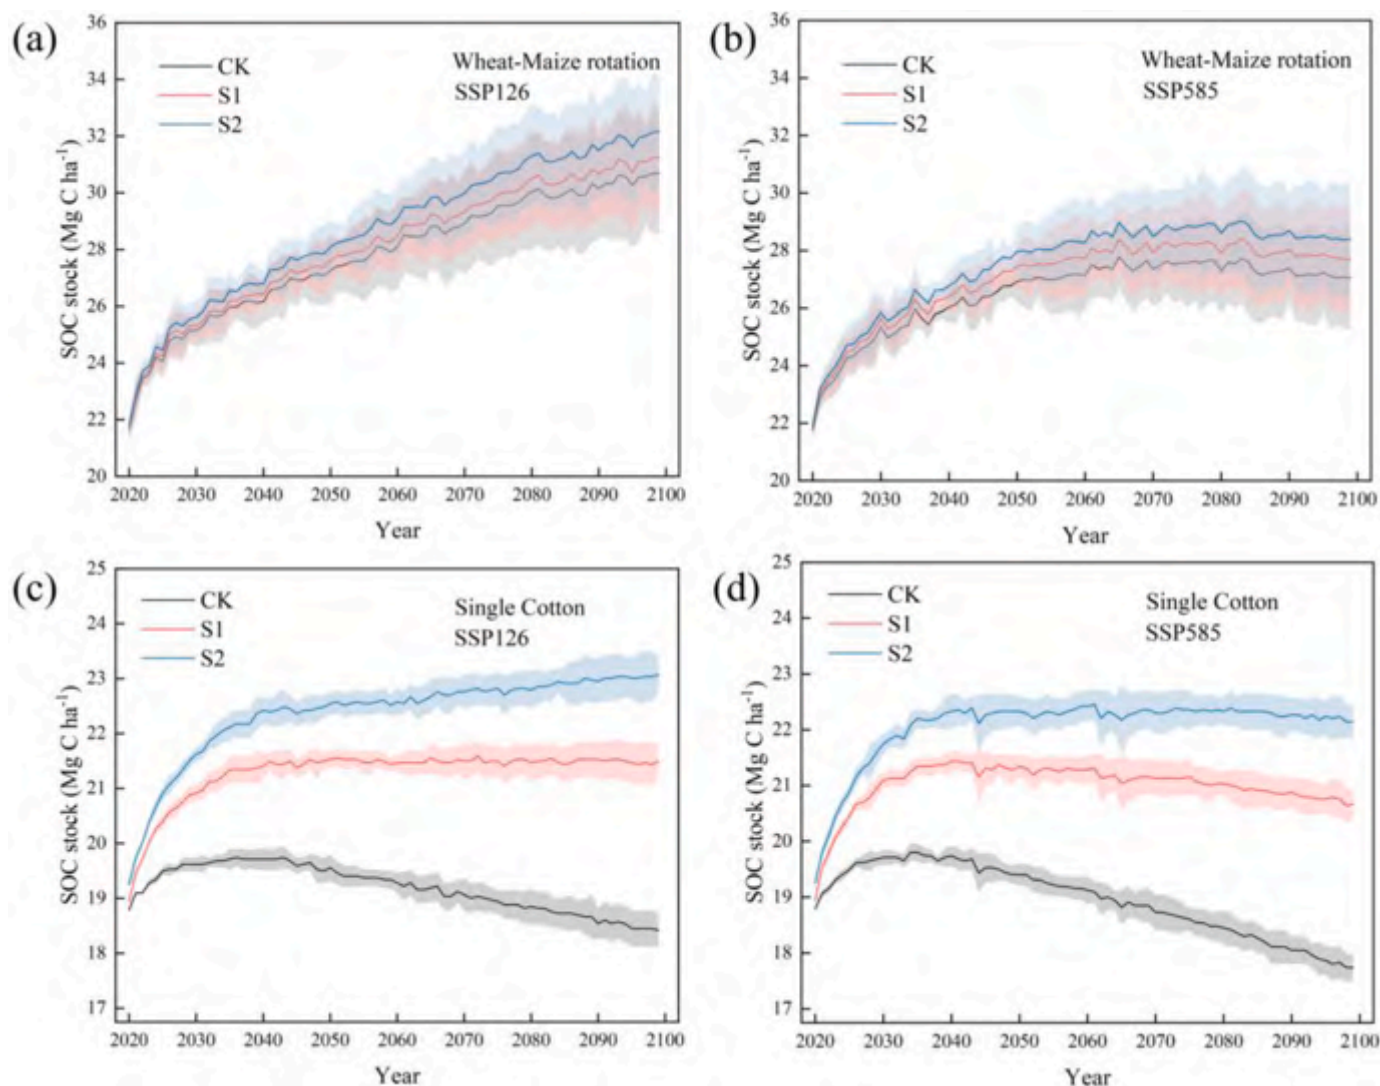 (a)
CK
S1
S2
Wheat-Maize rotation
SSP126
SOC stock (Mg C ha⁻¹)
36
34
32
30
28
26
24
22
20
2020 2030 2040 2050 2060 2070 2080 2090 2100
Year
(b)
CK
S1
S2
Wheat-Maize rotation
SSP585
SOC stock (Mg C ha⁻¹)
36
34
32
30
28
26
24
22
20
2020 2030 2040 2050 2060 2070 2080 2090 2100
Year
(c)
CK
S1
S2
Single Cotton
SSP126
SOC stock (Mg C ha⁻¹)
25
24
23
22
21
20
19
18
17
2020 2030 2040 2050 2060 2070 2080 2090 2100
Year
(d)
CK
S1
S2
Single Cotton
SSP585
SOC stock (Mg C ha⁻¹)
25
24
23
22
21
20
19
18
17
2020 2030 2040 2050 2060 2070 2080 2090 2100
Year